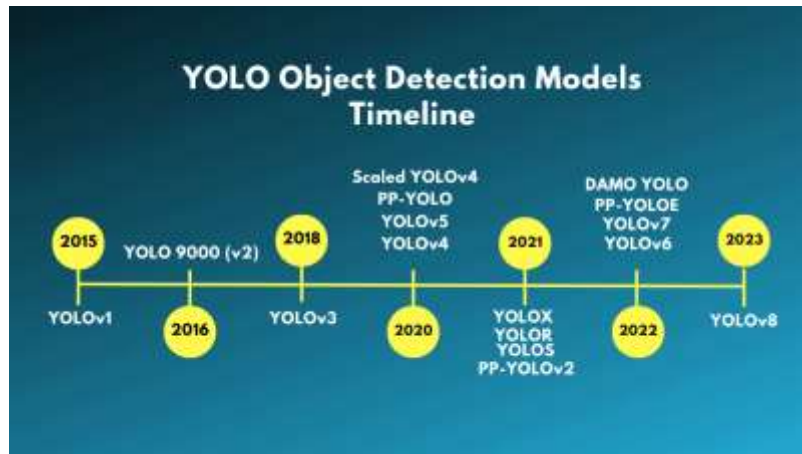 YOLO Object Detection Models
Timeline
2015
YOLOv1
YOLO 9000 (v2)
2016
2018
YOLOv3
Scaled YOLOv4
PP-YOLO
YOLOv5
YOLOv4
2020
2021
YOLOX
YOLOR
YOLOS
PP-YOLOv2
DAMO YOLO
PP-YOLOE
YOLOv7
YOLOv6
2022
2023
YOLOv8